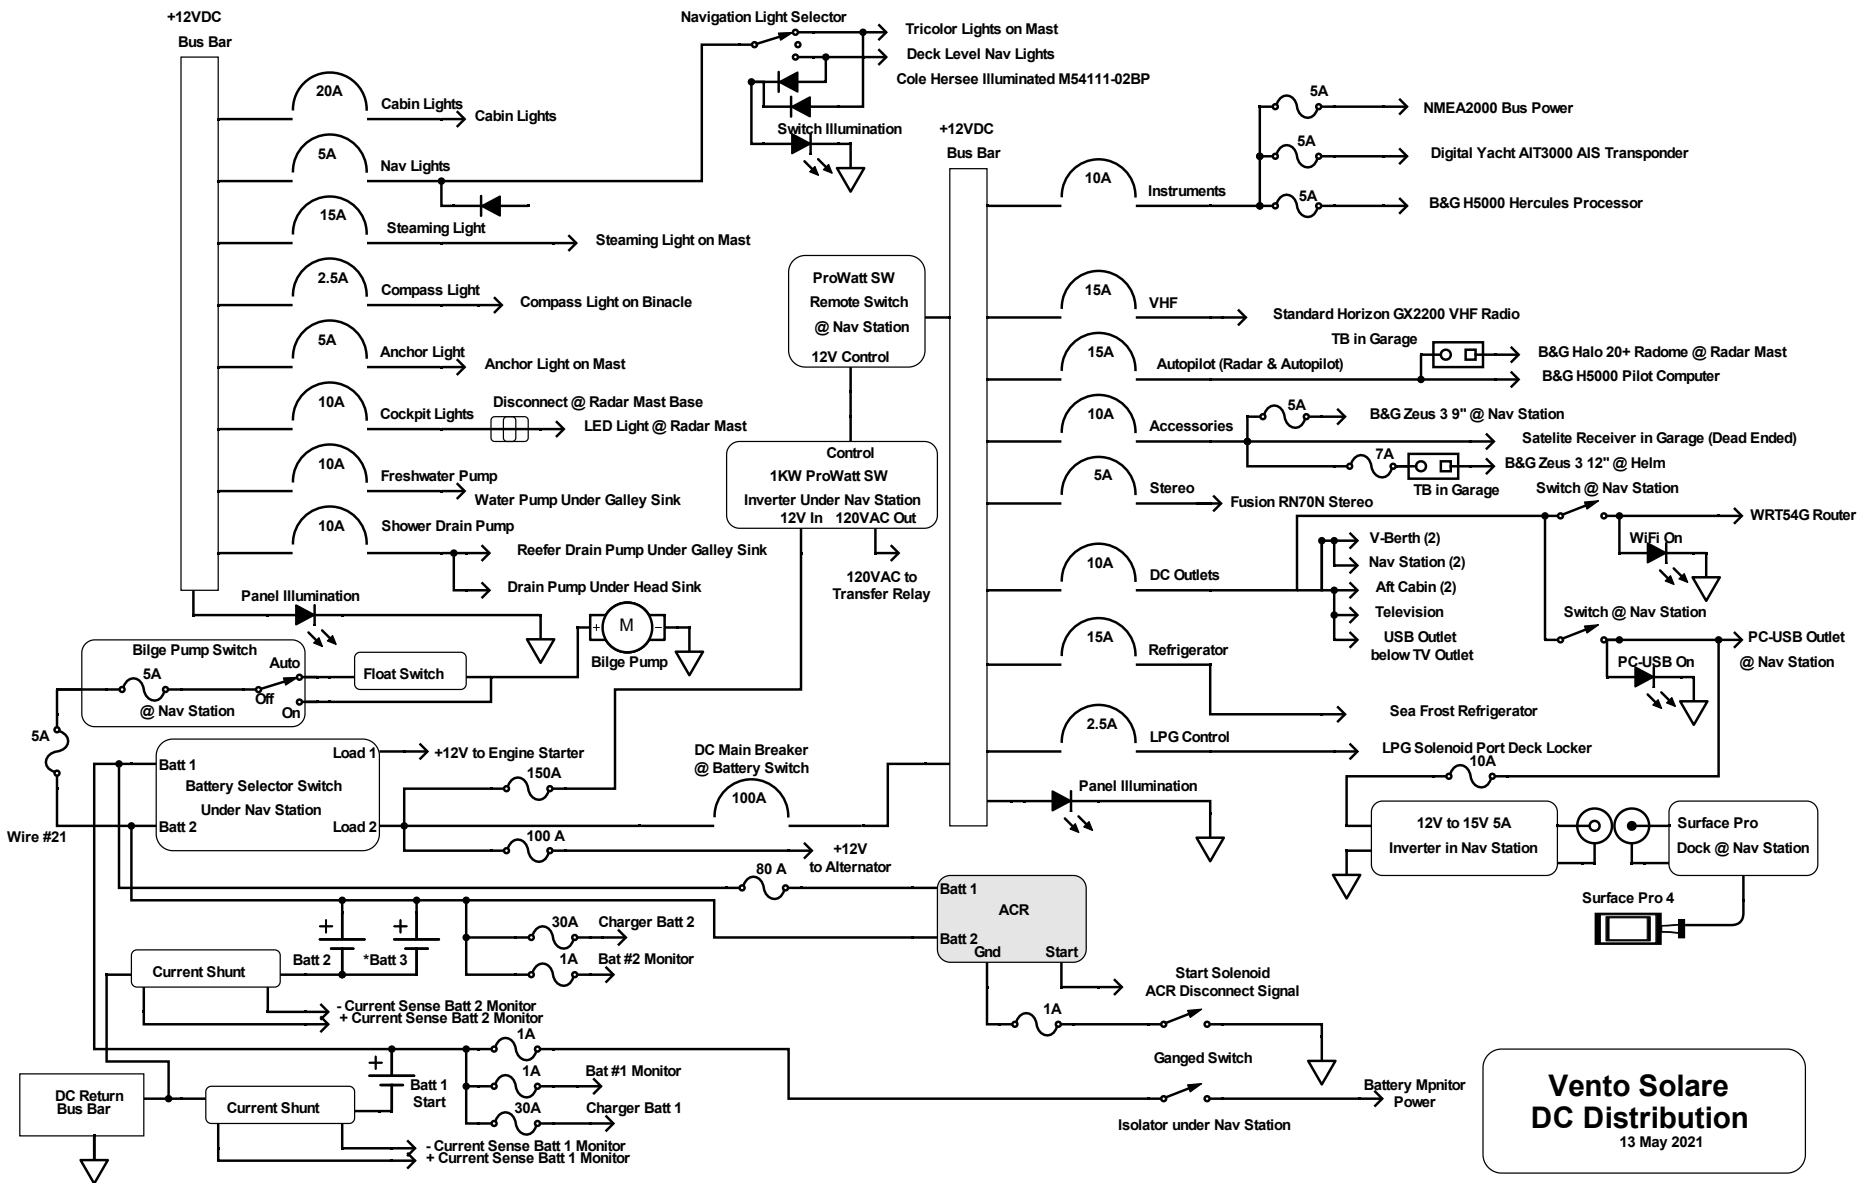 +12VDC
Bus Bar
20A
Cabin Lights
Cabin Lights
5A
Nav Lights
15A
Steaming Light
Steaming Light on Mast
2.5A
Compass Light
Compass Light on Binacle
5A
Anchor Light
Anchor Light on Mast
10A
Cockpit Lights
Disconnect @ Radar Mast Base
LED Light @ Radar Mast
10A
Freshwater Pump
Water Pump Under Galley Sink
10A
Shower Drain Pump
Reefer Drain Pump Under Galley Sink
Drain Pump Under Head Sink
Panel Illumination
Navigation Light Selector
Tricolor Lights on Mast
Deck Level Nav Lights
Cole Hersee Illuminated M54111-02BP
Switch Illumination
Bilge Pump Switch
5A
Auto
Off
On
@ Nav Station
Float Switch
+
M
−
Bilge Pump
5A
Wire #21
Batt 1
Load 1
Battery Selector Switch
Under Nav Station
Batt 2
Load 2
+12V to Engine Starter
150A
DC Main Breaker
@ Battery Switch
100A
100 A
+12V
to Alternator
80 A
ProWatt SW
Remote Switch
@ Nav Station
12V Control
Control
1KW ProWatt SW
Inverter Under Nav Station
12V In
120VAC Out
120VAC to
Transfer Relay
+12VDC
Bus Bar
10A
Instruments
5A
NMEA2000 Bus Power
5A
Digital Yacht AIT3000 AIS Transponder
5A
B&G H5000 Hercules Processor
15A
VHF
Standard Horizon GX2200 VHF Radio
15A
Autopilot (Radar & Autopilot)
TB in Garage
B&G Halo 20+ Radome @ Radar Mast
B&G H5000 Pilot Computer
10A
Accessories
5A
B&G Zeus 3 9" @ Nav Station
Satelite Receiver in Garage (Dead Ended)
7A
B&G Zeus 3 12" @ Helm
TB in Garage
5A
Stereo
Fusion RN70N Stereo
10A
DC Outlets
V-Berth (2)
Nav Station (2)
Aft Cabin (2)
Television
USB Outlet
below TV Outlet
Switch @ Nav Station
WRT54G Router
WiFi On
Switch @ Nav Station
PC-USB Outlet
@ Nav Station
PC-USB On
15A
Refrigerator
Sea Frost Refrigerator
2.5A
LPG Control
LPG Solenoid Port Deck Locker
Panel Illumination
10A
12V to 15V 5A
Inverter in Nav Station
Surface Pro
Dock @ Nav Station
Surface Pro 4
Batt 1
ACR
Batt 2
Gnd
Start
Start Solenoid
ACR Disconnect Signal
1A
Ganged Switch
Isolator under Nav Station
Battery Mpnitor
Power
+
Batt 2
+
*Batt 3
30A
Charger Batt 2
1A
Bat #2 Monitor
Current Shunt
- Current Sense Batt 2 Monitor
+ Current Sense Batt 2 Monitor
1A
+
Batt 1
Start
1A
Bat #1 Monitor
30A
Charger Batt 1
DC Return
Bus Bar
Current Shunt
- Current Sense Batt 1 Monitor
+ Current Sense Batt 1 Monitor
Vento Solare
DC Distribution
13 May 2021